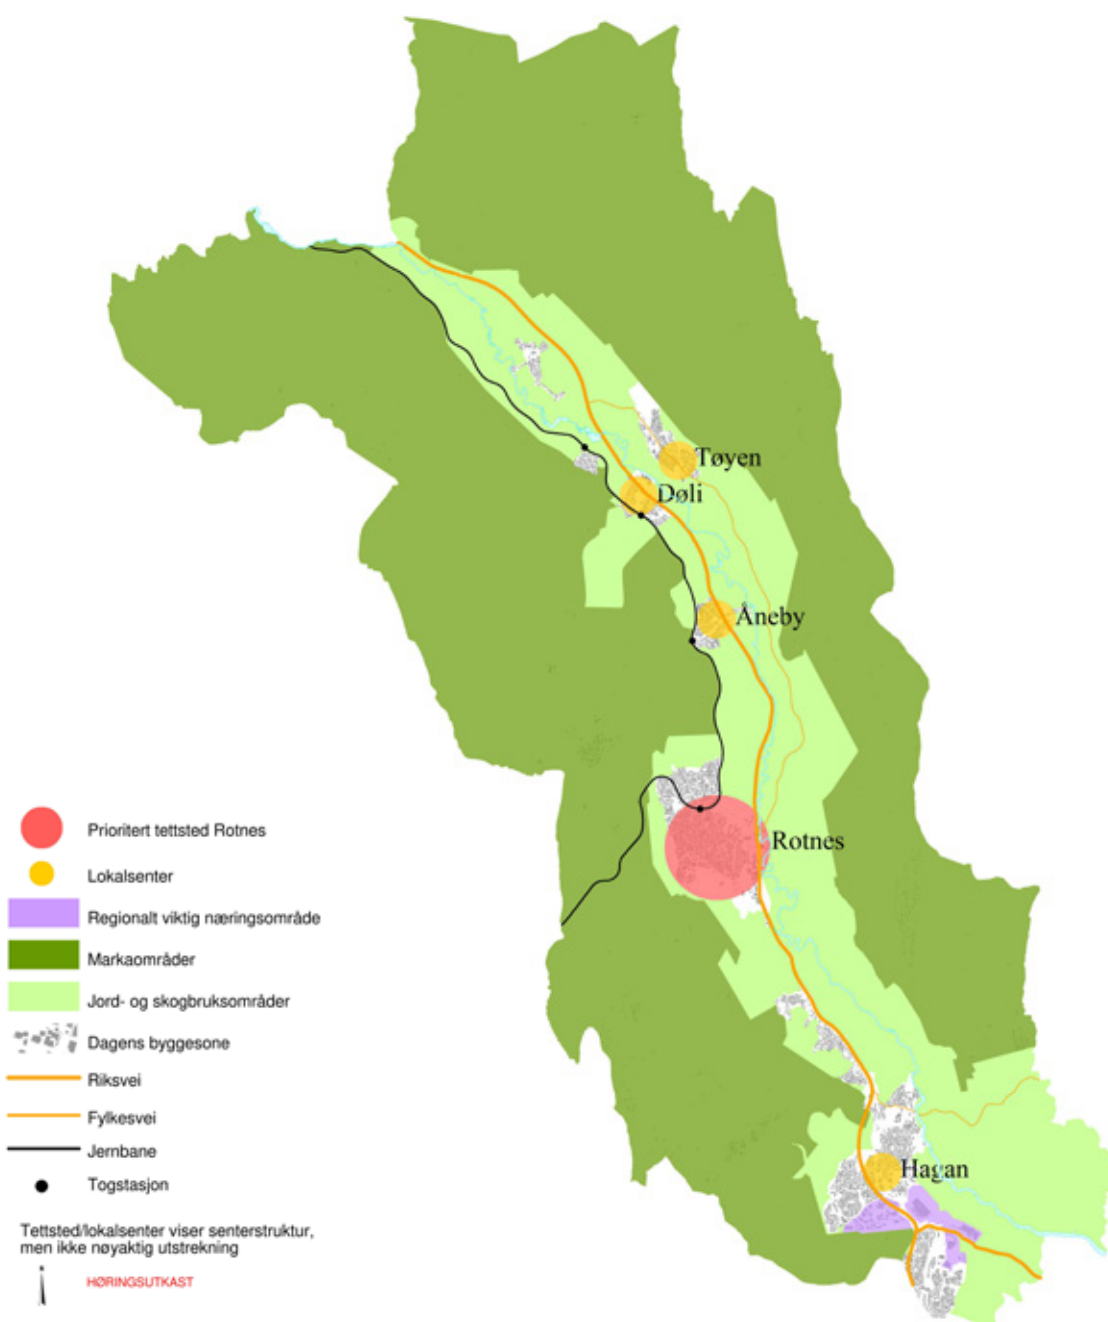 Tøyen
Døli
Åneby
Rotnes
Hagan
Prioritert tettsted Rotnes
Lokalsenter
Regionalt viktig næringsområde
Markaområder
Jord- og skogbruksområder
Dagens byggesone
Riksvei
Fylkesvei
Jernbane
Togstasjon
Tettsted/lokalsenter viser senterstruktur,
men ikke nøyaktig utstrekning
HØRINGSUTKAST